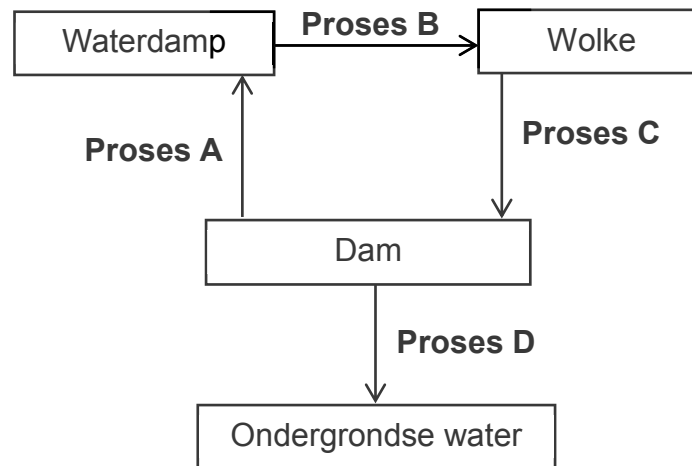 Waterdamp
Proses B
Wolke
Proses A
Proses C
Dam
Proses D
Ondergrondse water